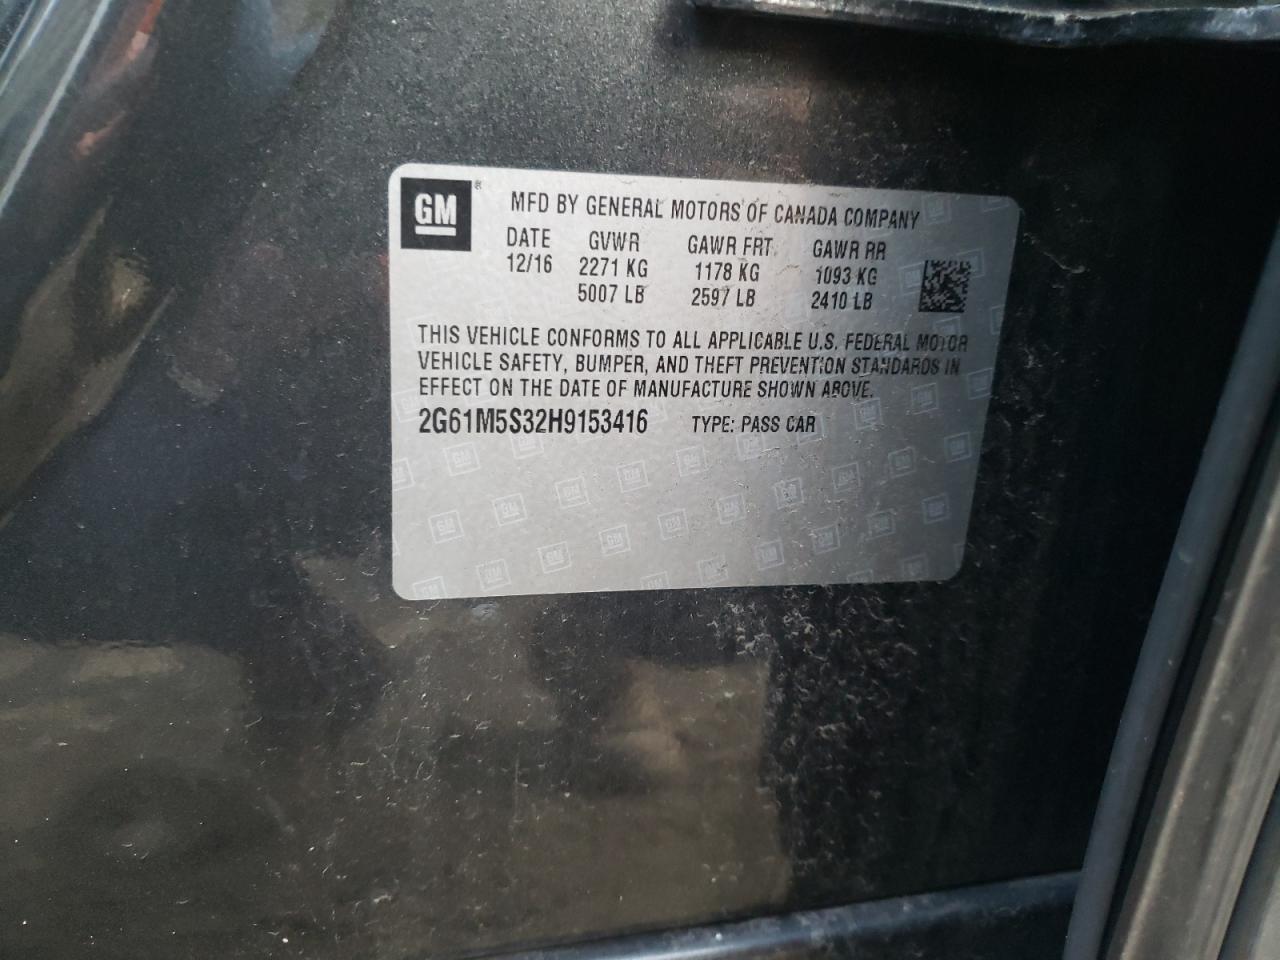 GM ®
MFD BY GENERAL MOTORS OF CANADA COMPANY
DATE GVWR GAWR FRT GAWR RR
12/16 2271 KG 1178 KG 1093 KG
5007 LB 2597 LB 2410 LB
THIS VEHICLE CONFORMS TO ALL APPLICABLE U.S. FEDERAL MOTOR
VEHICLE SAFETY, BUMPER, AND THEFT PREVENTION STANDARDS IN
EFFECT ON THE DATE OF MANUFACTURE SHOWN ABOVE.
2G61M5S32H9153416 TYPE: PASS CAR